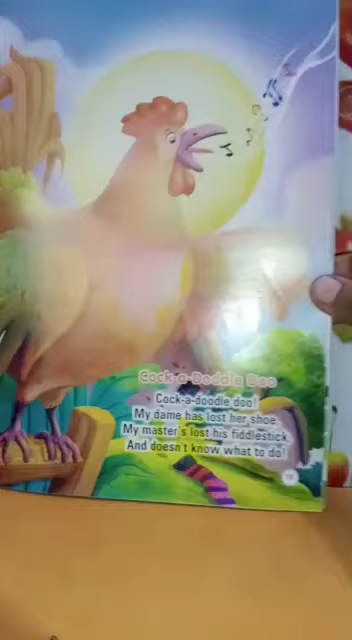 Cock-a-Doodle Doo
Cock-a-doodle doo!
My dame has lost her shoe.
My master's lost his fiddlestick.
And doesn't know what to do!